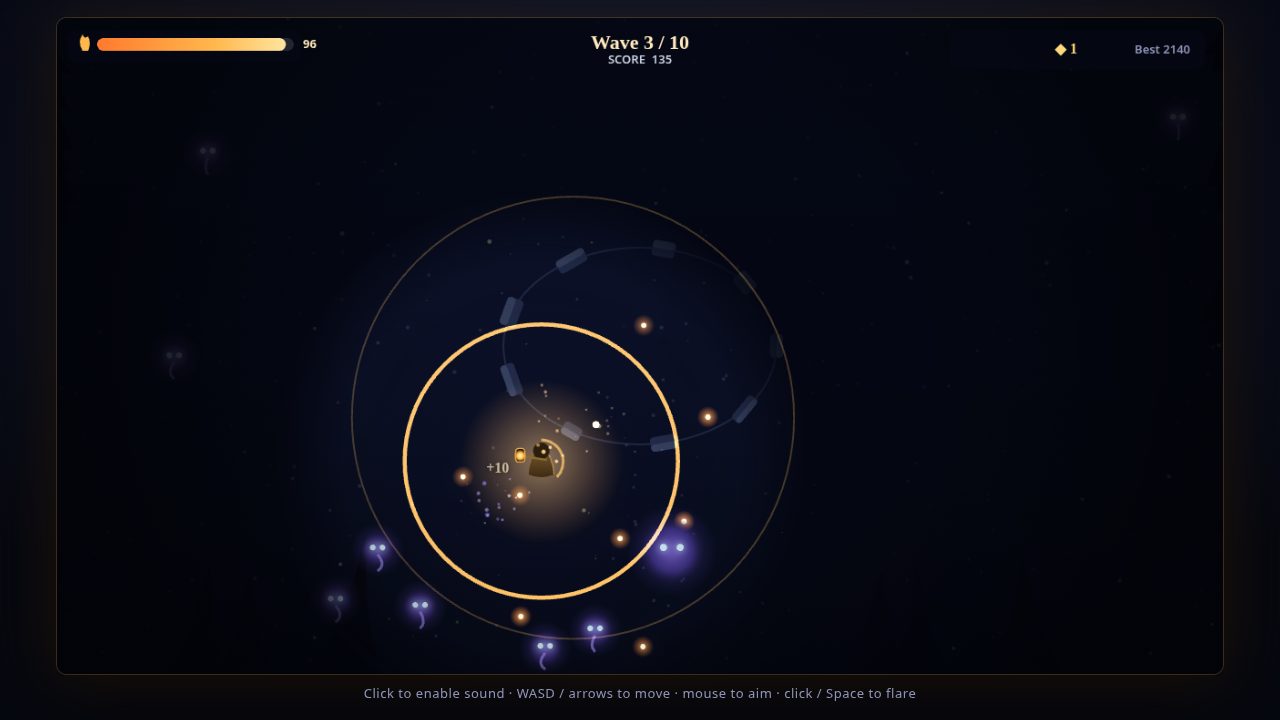 96
Wave 3 / 10
SCORE 135
1
Best 2140
+10
Click to enable sound · WASD / arrows to move · mouse to aim · click / Space to flare